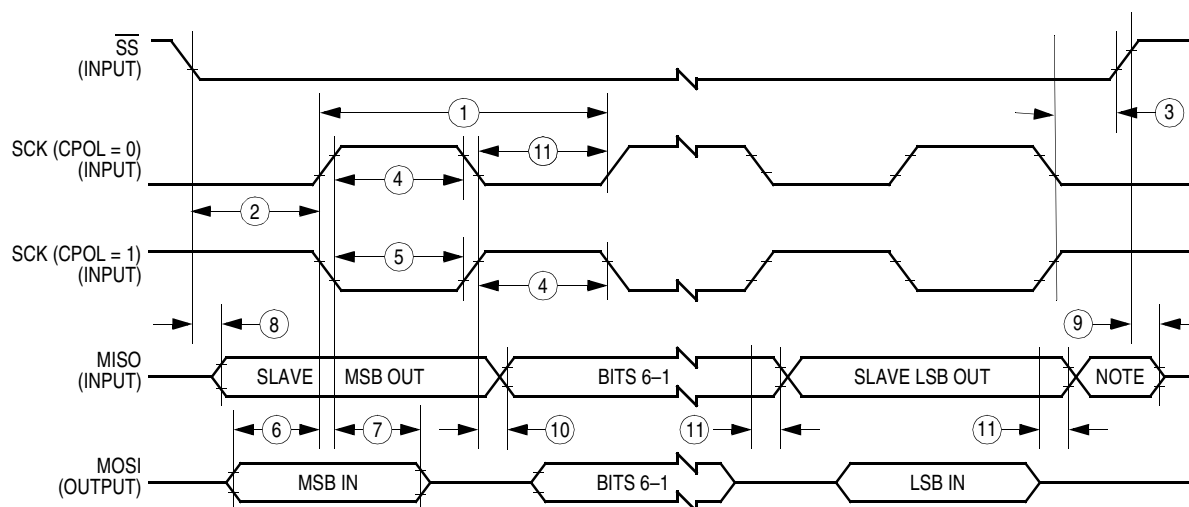 SS
(INPUT)
1
3
SCK (CPOL = 0)
(INPUT)
11
4
2
SCK (CPOL = 1)
(INPUT)
5
4
8
9
MISO
(INPUT)
SLAVE MSB OUT
BITS 6–1
SLAVE LSB OUT
NOTE
6
7
10
11
11
MOSI
(OUTPUT)
MSB IN
BITS 6–1
LSB IN